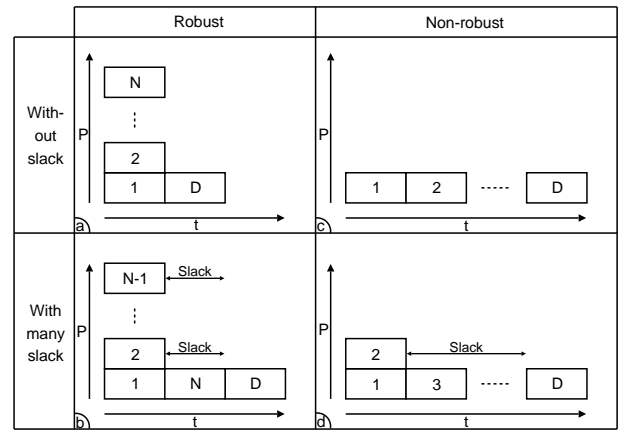 Robust
Non-robust
With-
out
slack
P
N
2
1 D
t
a
P
1 2 D
t
c
With
many
slack
P
N-1 Slack
2 Slack
1 N D
t
b
P
2 Slack
1 3 D
t
d